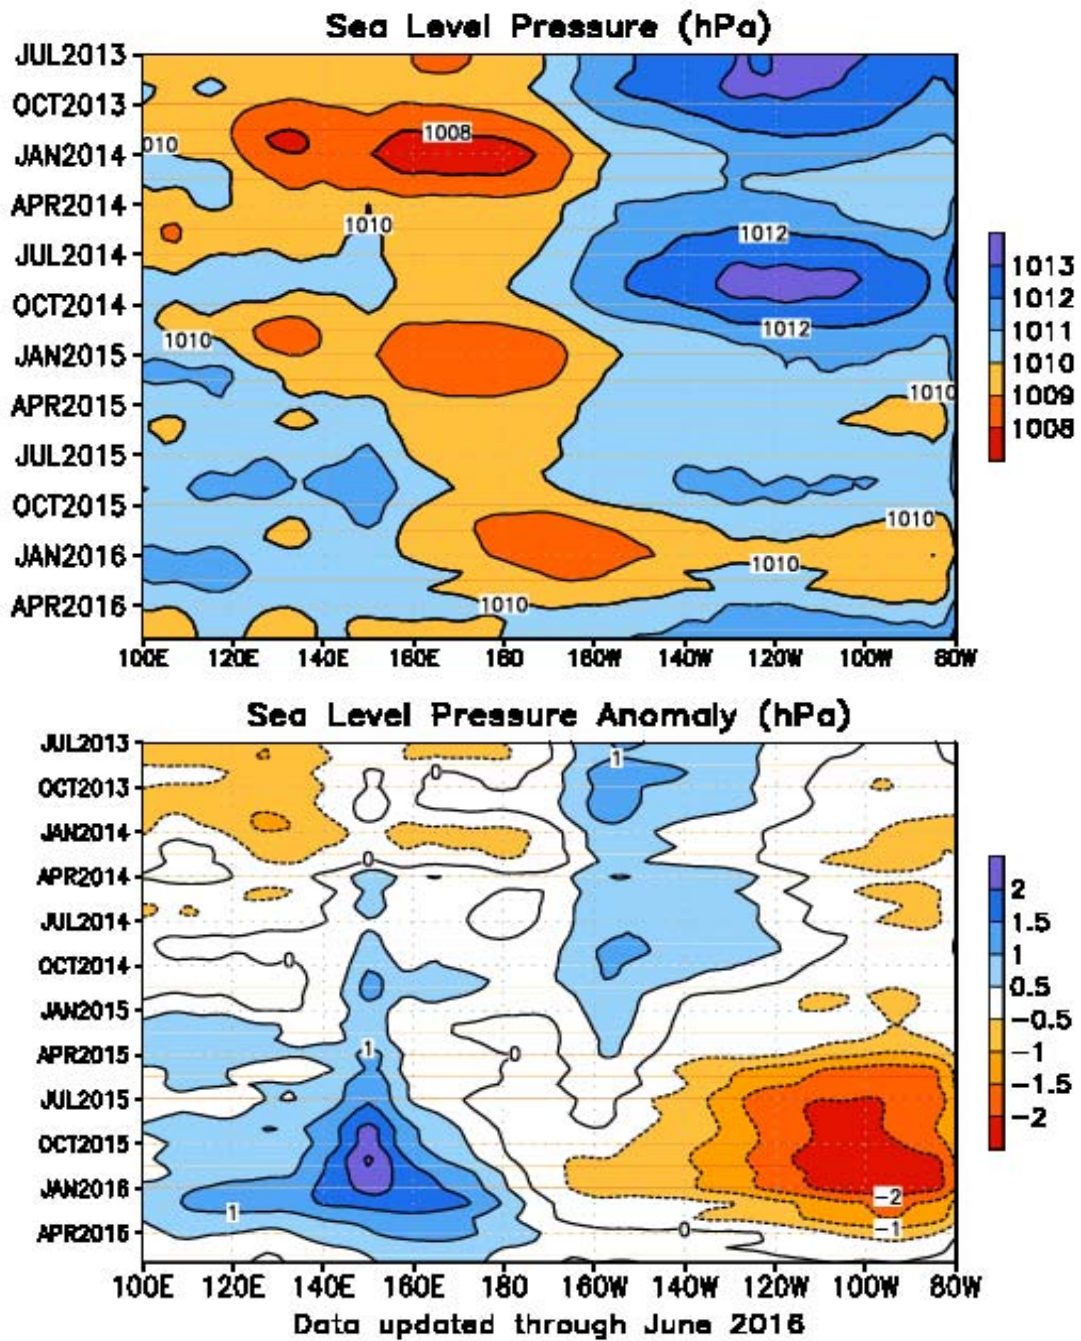 Sea Level Pressure (hPa)
JUL2013
OCT2013
JAN2014
APR2014
JUL2014
OCT2014
JAN2015
APR2015
JUL2015
OCT2015
JAN2016
APR2016
010
1008
1010
1012
1012
1010
1010
1010
1010
1010
1013
1012
1011
1010
1009
1008
100E 120E 140E 160E 180 160W 140W 120W 100W 80W
Sea Level Pressure Anomaly (hPa)
JUL2013
OCT2013
JAN2014
APR2014
JUL2014
OCT2014
JAN2015
APR2015
JUL2015
OCT2015
JAN2016
APR2016
1
0
0
0
1
0
-2
1
0
-1
2
1.5
1
0.5
-0.5
-1
-1.5
-2
100E 120E 140E 160E 180 160W 140W 120W 100W 80W
Data updated through June 2016